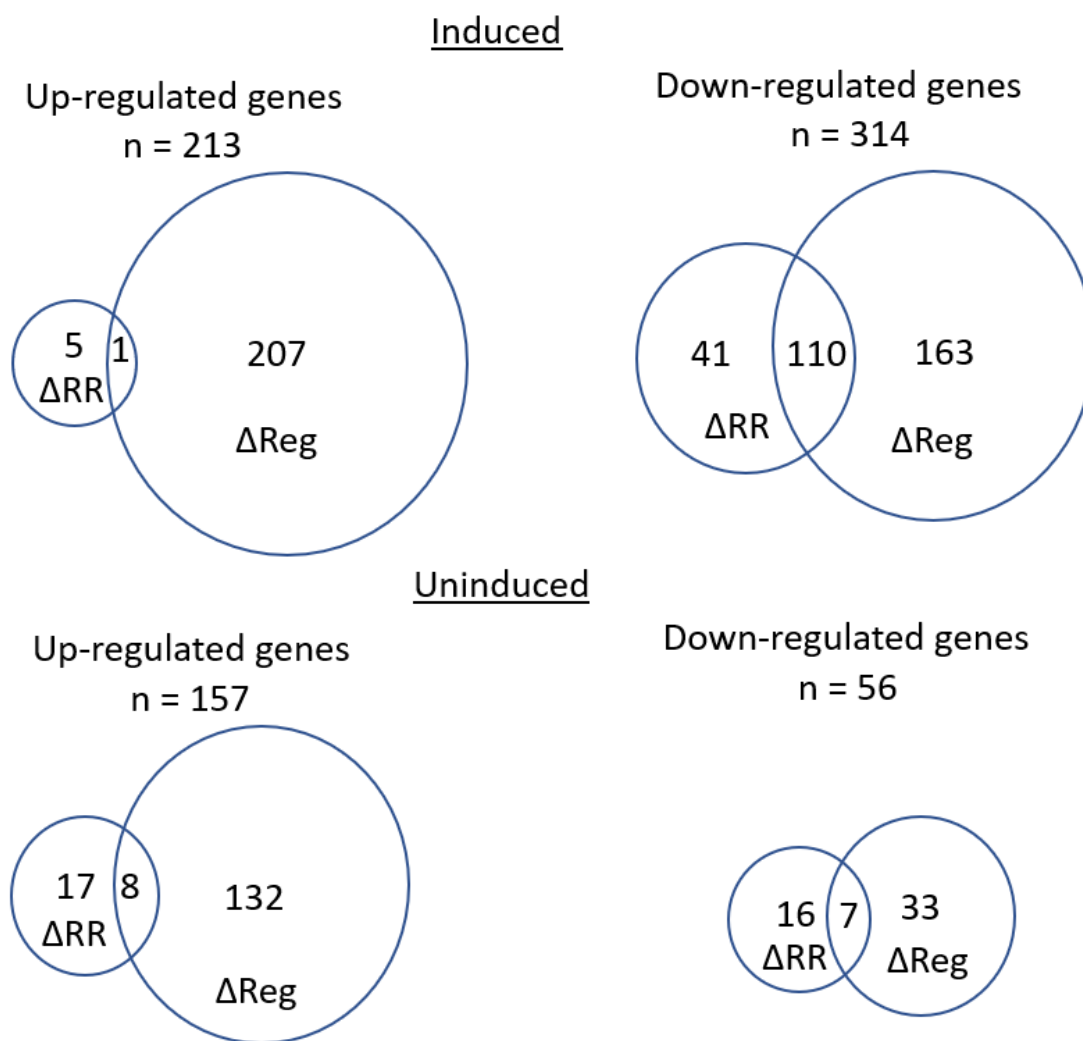 Induced
Up-regulated genes
n = 213
5
1
207
ΔRR
ΔReg
Down-regulated genes
n = 314
41
110
163
ΔRR
ΔReg
Uninduced
Up-regulated genes
n = 157
17
8
132
ΔRR
ΔReg
Down-regulated genes
n = 56
16
7
33
ΔRR
ΔReg